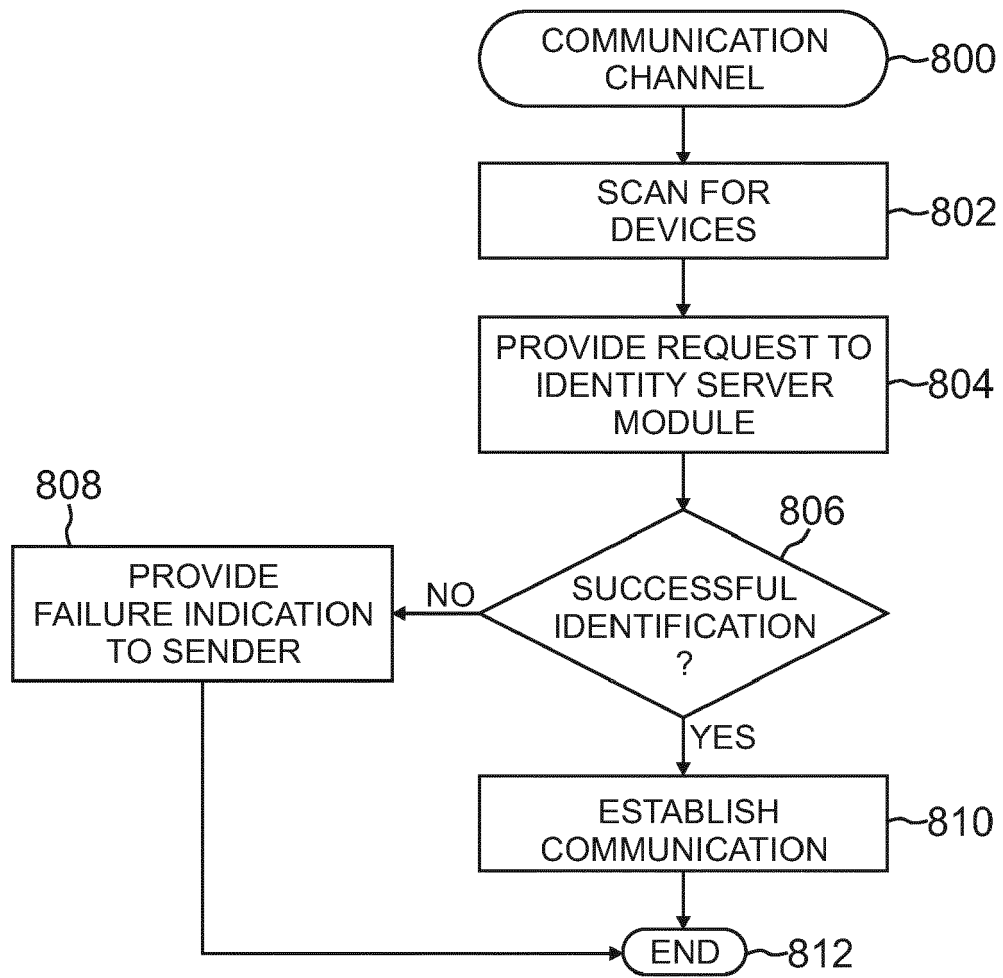 COMMUNICATION
CHANNEL
800
SCAN FOR
DEVICES
802
PROVIDE REQUEST TO
IDENTITY SERVER
MODULE
804
806
SUCCESSFUL
IDENTIFICATION
?
NO
808
PROVIDE
FAILURE INDICATION
TO SENDER
YES
ESTABLISH
COMMUNICATION
810
END
812